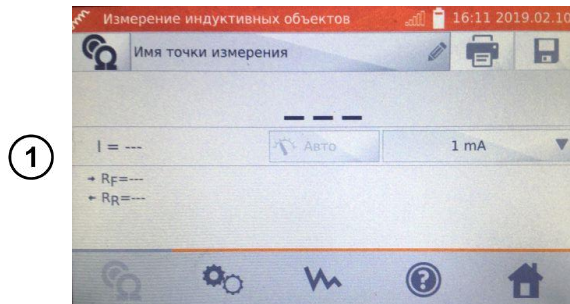 Измерение индуктивных объектов 16:11 2019.02.10
Имя точки измерения
---
I = --- Авто 1 mA
→ RF=---
← RR=---
1